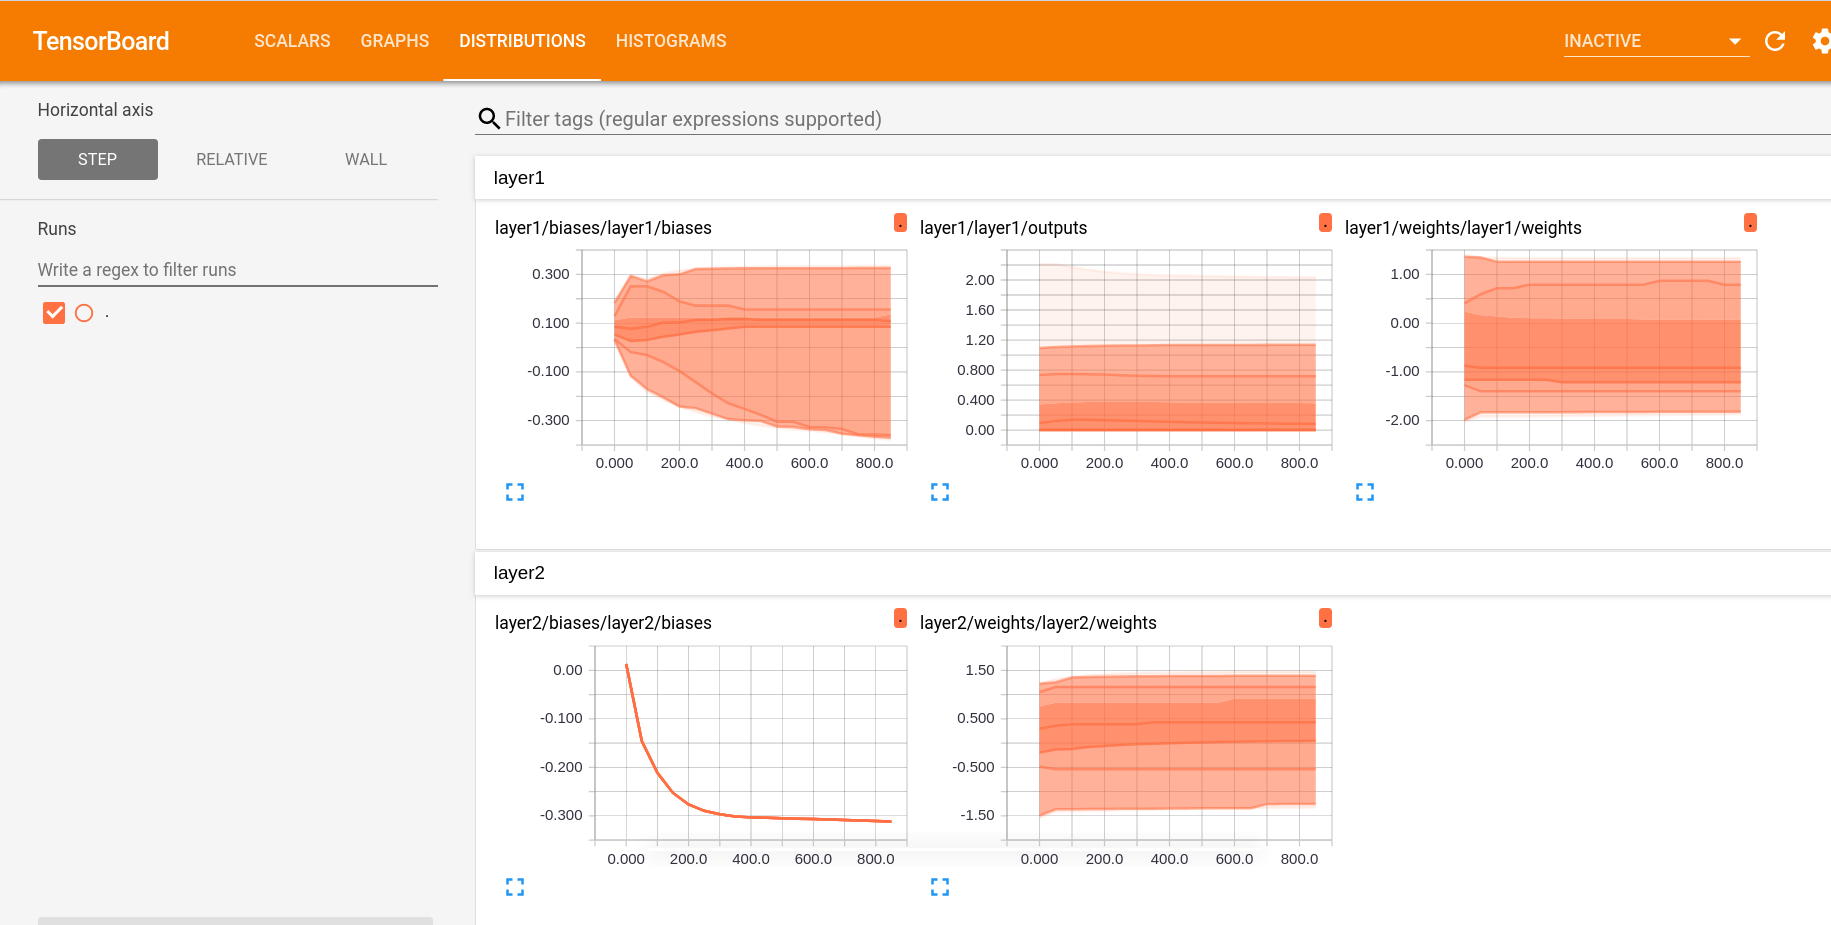 TensorBoard SCALARS GRAPHS DISTRIBUTIONS HISTOGRAMS INACTIVE
Horizontal axis
STEP RELATIVE WALL
Runs
Write a regex to filter runs
.
Filter tags (regular expressions supported)
layer1
layer1/biases/layer1/biases .
0.300
0.100
-0.100
-0.300
0.000 200.0 400.0 600.0 800.0
layer1/layer1/outputs .
2.00
1.60
1.20
0.800
0.400
0.00
0.000 200.0 400.0 600.0 800.0
layer1/weights/layer1/weights .
1.00
0.00
-1.00
-2.00
0.000 200.0 400.0 600.0 800.0
layer2
layer2/biases/layer2/biases .
0.00
-0.100
-0.200
-0.300
0.000 200.0 400.0 600.0 800.0
layer2/weights/layer2/weights .
1.50
0.500
-0.500
-1.50
0.000 200.0 400.0 600.0 800.0